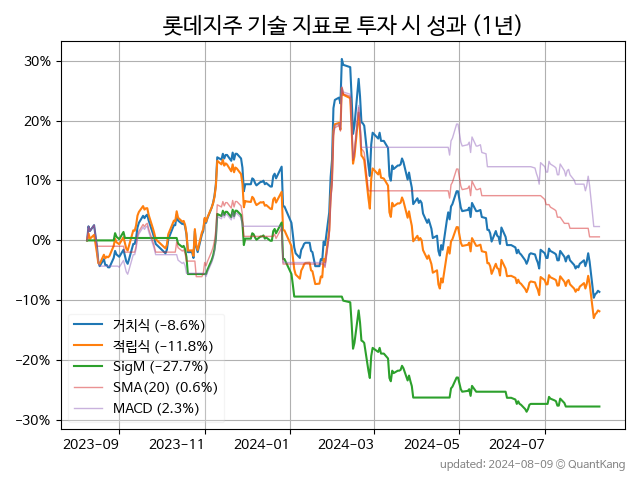 롯데지주 기술 지표로 투자 시 성과 (1년)
30%
20%
10%
0%
−10%
−20%
−30%
거치식 (−8.6%)
적립식 (−11.8%)
SigM (−27.7%)
SMA(20) (0.6%)
MACD (2.3%)
2023-09 2023-11 2024-01 2024-03 2024-05 2024-07
updated: 2024-08-09 ⓒ QuantKang